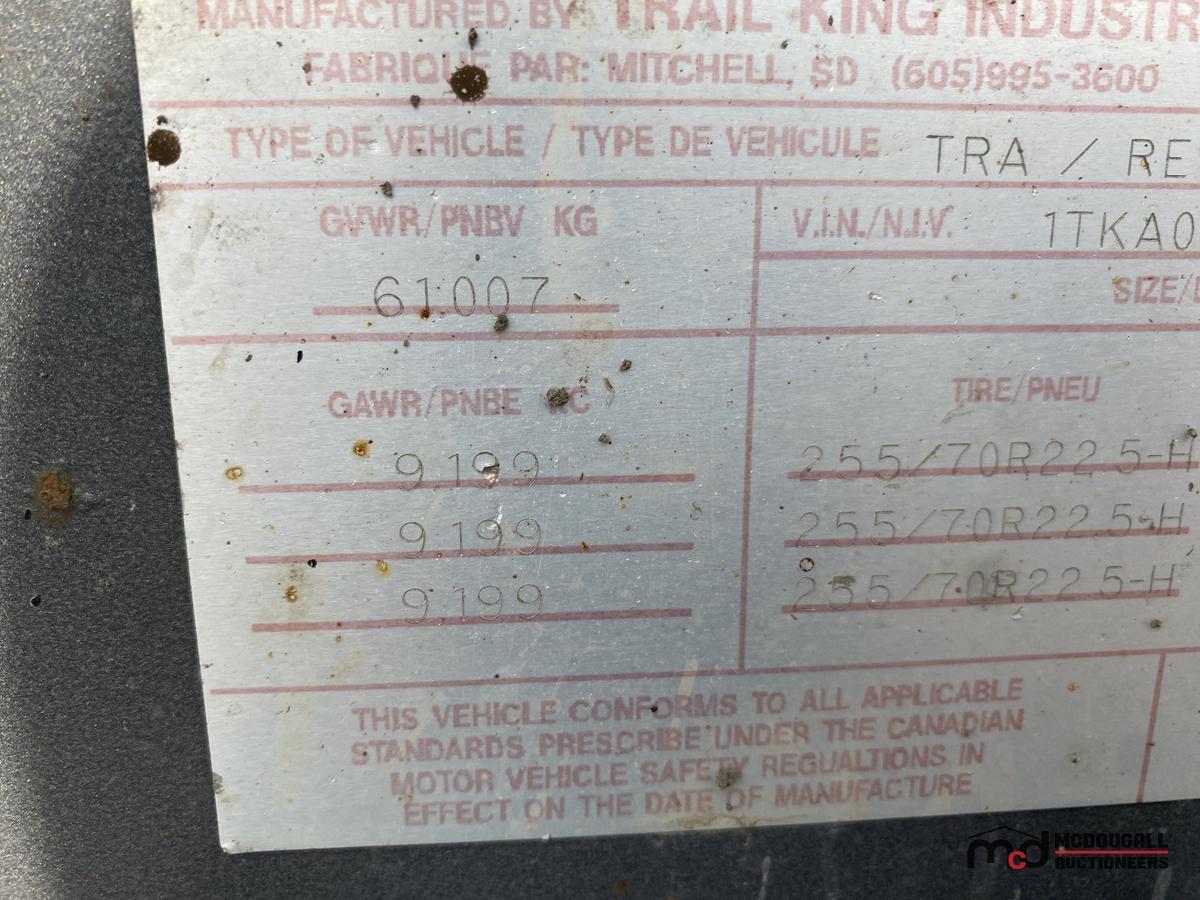 MANUFACTURED BY: TRAIL KING INDUSTR
FABRIQUE PAR: MITCHELL, SD (605)995-3600
TYPE OF VEHICLE / TYPE DE VEHICULE TRA / RE
GVWR/PNBV KG
61.007
V.I.N./N.I.V. 1TKA0
SIZE/
GAWR/PNBE KG
9.199
9.199
9.199
TIRE/PNEU
255/70R22.5-H
255/70R22.5-H
255/70R22.5-H
THIS VEHICLE CONFORMS TO ALL APPLICABLE
STANDARDS PRESCRIBE UNDER THE CANADIAN
MOTOR VEHICLE SAFETY REGUALTIONS IN
EFFECT ON THE DATE OF MANUFACTURE
mcd MCDOUGALL
AUCTIONEERS